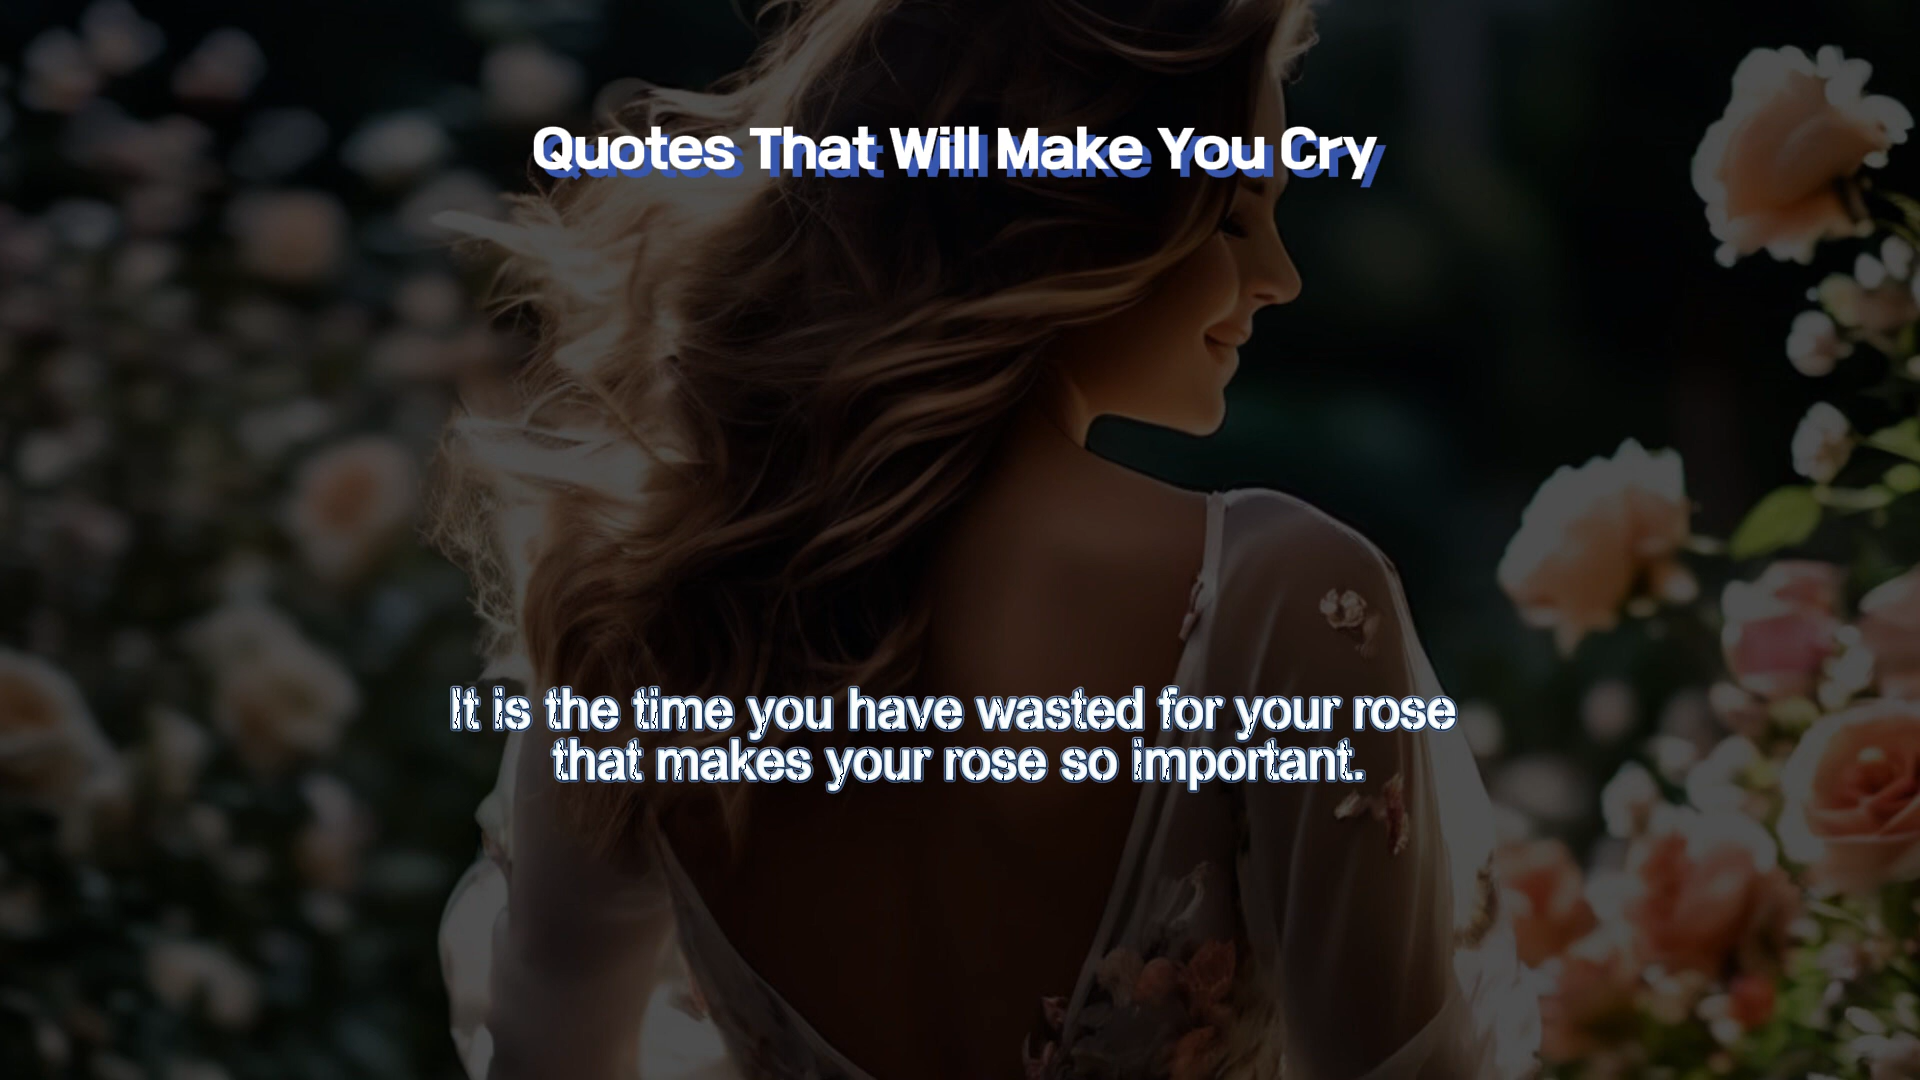 Quotes That Will Make You Cry
It is the time you have wasted for your rose
that makes your rose so important.